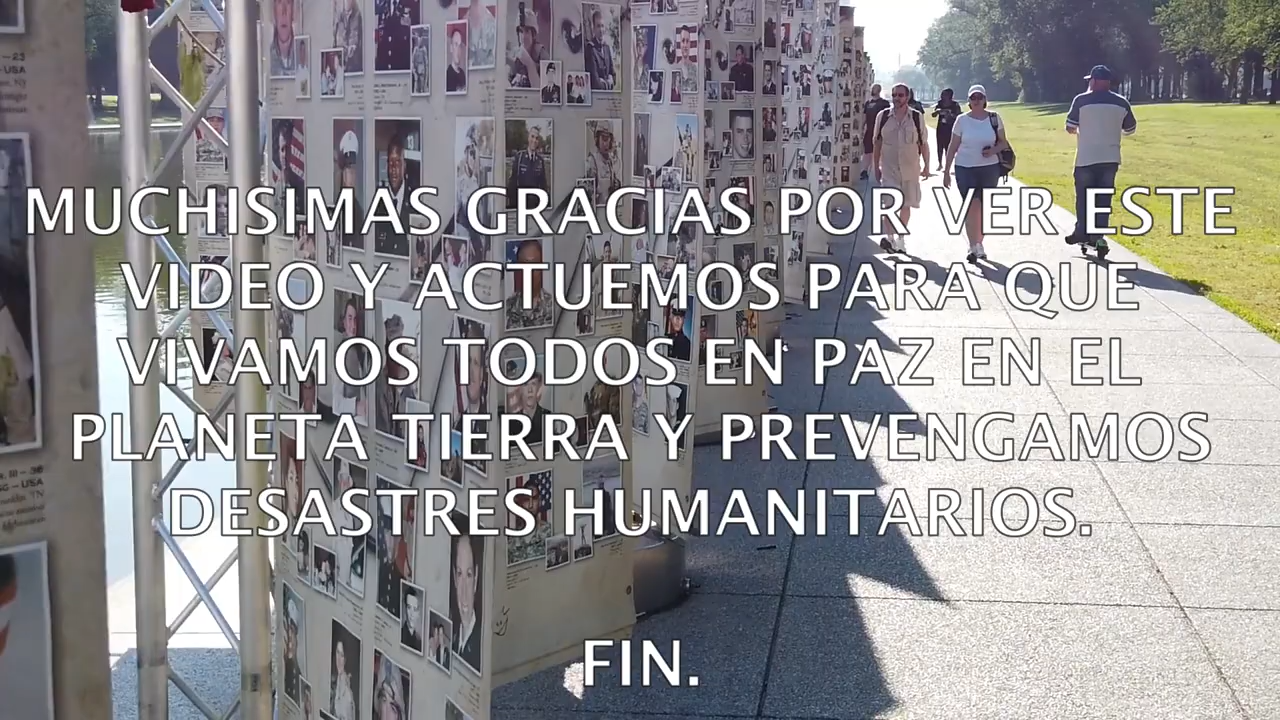 MUCHISIMAS GRACIAS POR VER ESTE
VIDEO Y ACTUEMOS PARA QUE
VIVAMOS TODOS EN PAZ EN EL
PLANETA TIERRA Y PREVENGAMOS
DESASTRES HUMANITARIOS.
FIN.